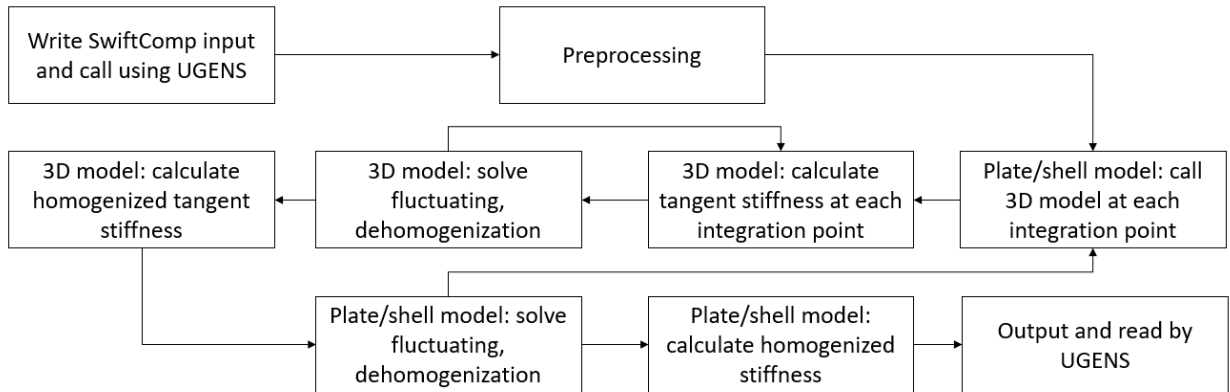 Write SwiftComp input
and call using UGENS
Preprocessing
3D model: calculate
homogenized tangent
stiffness
3D model: solve
fluctuating,
dehomogenization
3D model: calculate
tangent stiffness at each
integration point
Plate/shell model: call
3D model at each
integration point
Plate/shell model: solve
fluctuating,
dehomogenization
Plate/shell model:
calculate homogenized
stiffness
Output and read by
UGENS